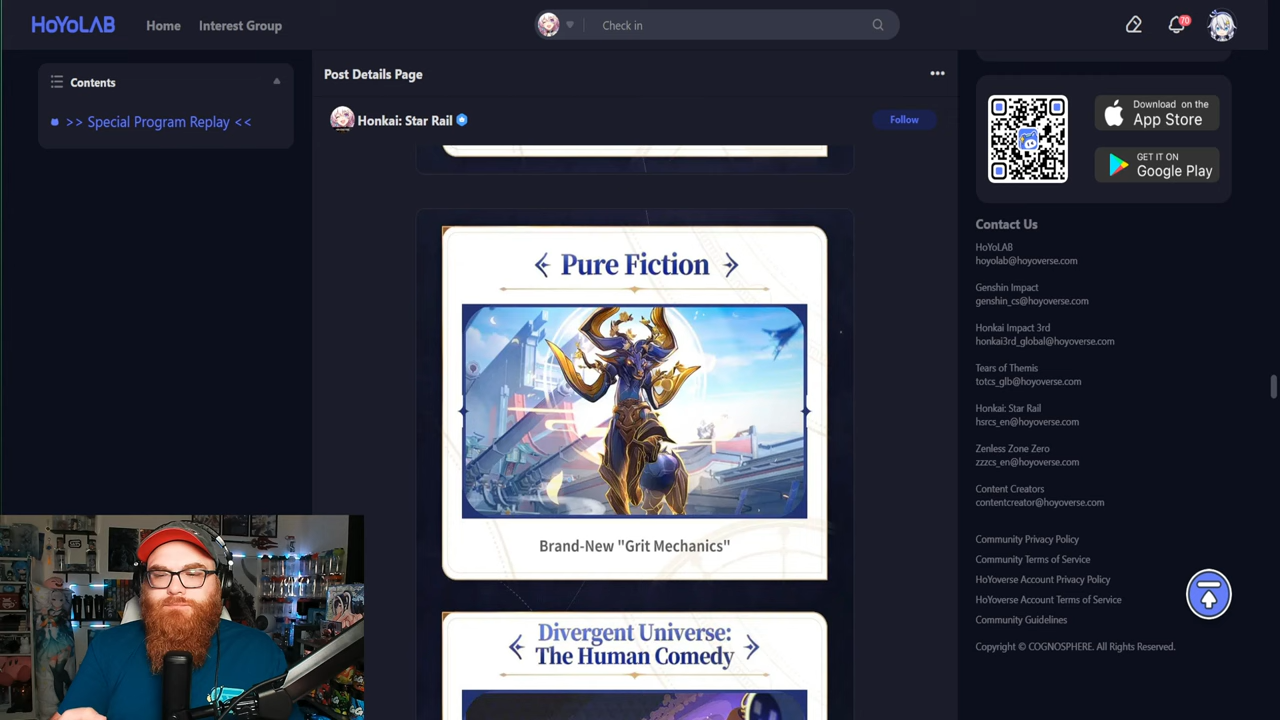 HoYoLAB
Home
Interest Group
Check in
70
Contents
>> Special Program Replay <<
Post Details Page
Honkai: Star Rail
Follow
Pure Fiction
Brand-New "Grit Mechanics"
Divergent Universe:
The Human Comedy
Download on the
App Store
GET IT ON
Google Play
Contact Us
HoYoLAB
hoyolab@hoyoverse.com
Genshin Impact
genshin_cs@hoyoverse.com
Honkai Impact 3rd
honkai3rd_global@hoyoverse.com
Tears of Themis
totcs_glb@hoyoverse.com
Honkai: Star Rail
hsrcs_en@hoyoverse.com
Zenless Zone Zero
zzzcs_en@hoyoverse.com
Content Creators
contentcreator@hoyoverse.com
Community Privacy Policy
Community Terms of Service
HoYoverse Account Privacy Policy
HoYoverse Account Terms of Service
Community Guidelines
Copyright © COGNOSPHERE. All Rights Reserved.